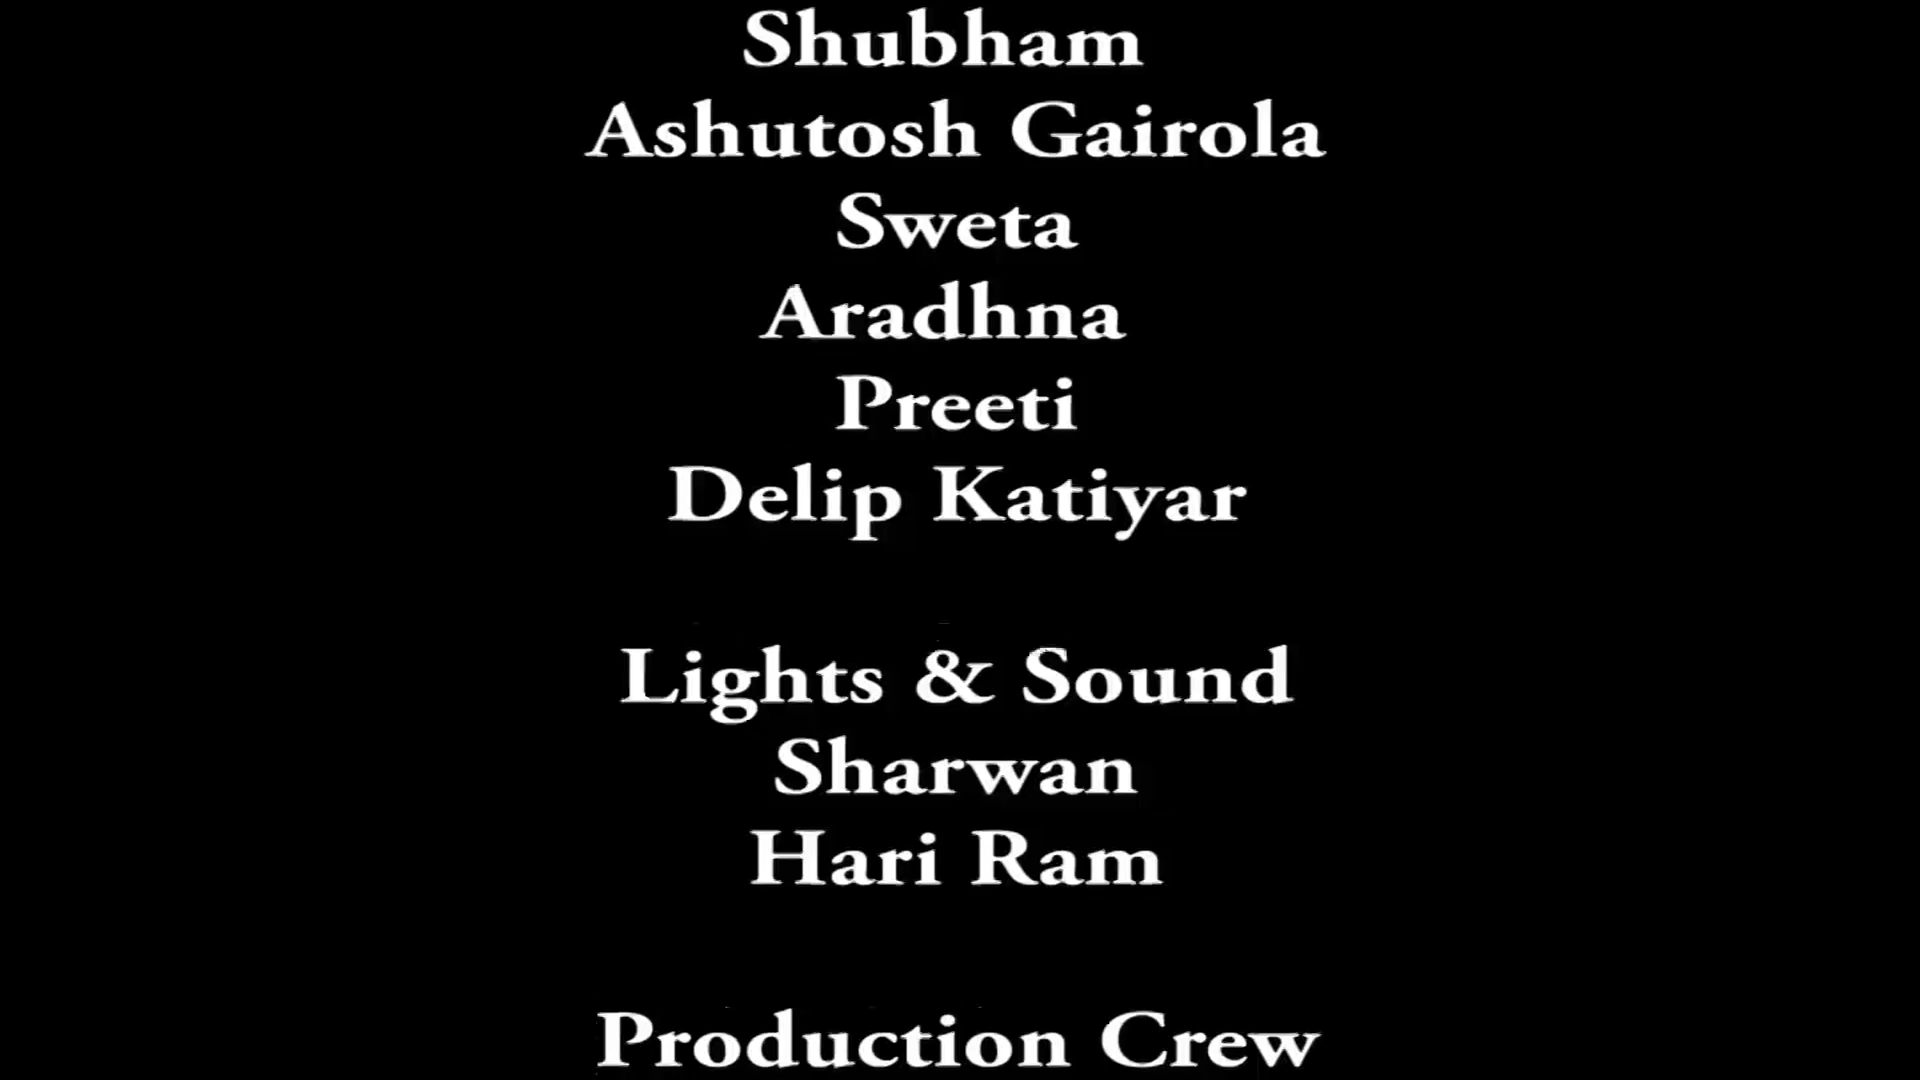 Shubham
Ashutosh Gairola
Sweta
Aradhna
Preeti
Delip Katiyar
Lights & Sound
Sharwan
Hari Ram
Production Crew